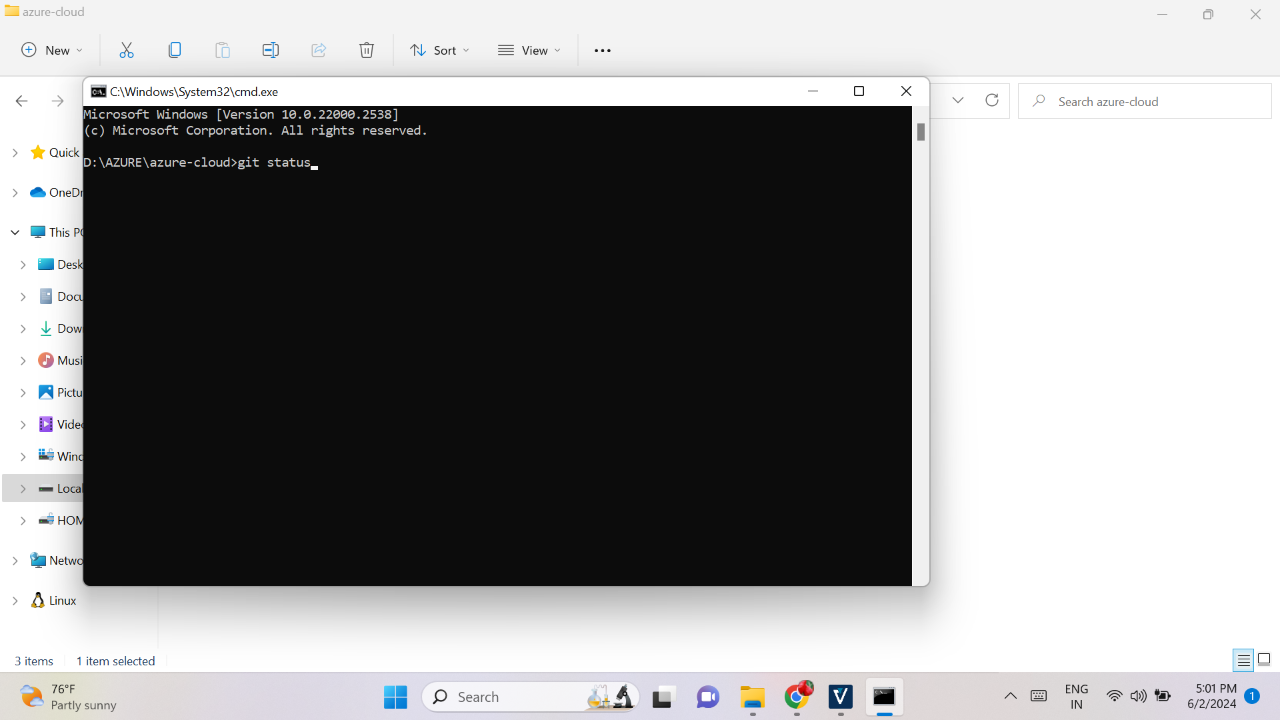 azure-cloud
New
Sort
View
C:\Windows\System32\cmd.exe
Search azure-cloud
Microsoft Windows [Version 10.0.22000.2538]
(c) Microsoft Corporation. All rights reserved.
D:\AZURE\azure-cloud>git status
Quick
OneDr
This PC
Desk
Docu
Dow
Musi
Pictu
Vide
Wind
Local
HOM
Netwo
Linux
3 items
1 item selected
76°F
Partly sunny
Search
ENG
IN
5:01 PM
6/2/2024
1